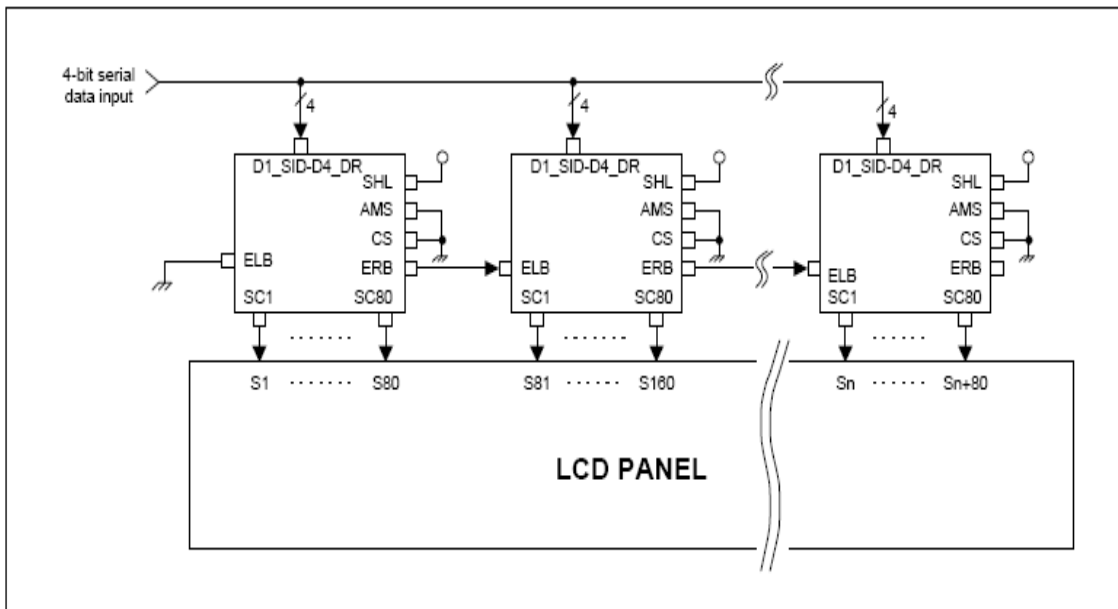 4-bit serial
data input
4
4
4
D1_SID-D4_DR
SHL
AMS
CS
ERB
ELB
SC1
SC80
D1_SID-D4_DR
SHL
AMS
CS
ERB
ELB
SC1
SC80
D1_SID-D4_DR
SHL
AMS
CS
ERB
ELB
SC1
SC80
S1 ········ S80
S81 ······ S160
Sn ······ Sn+80
LCD PANEL